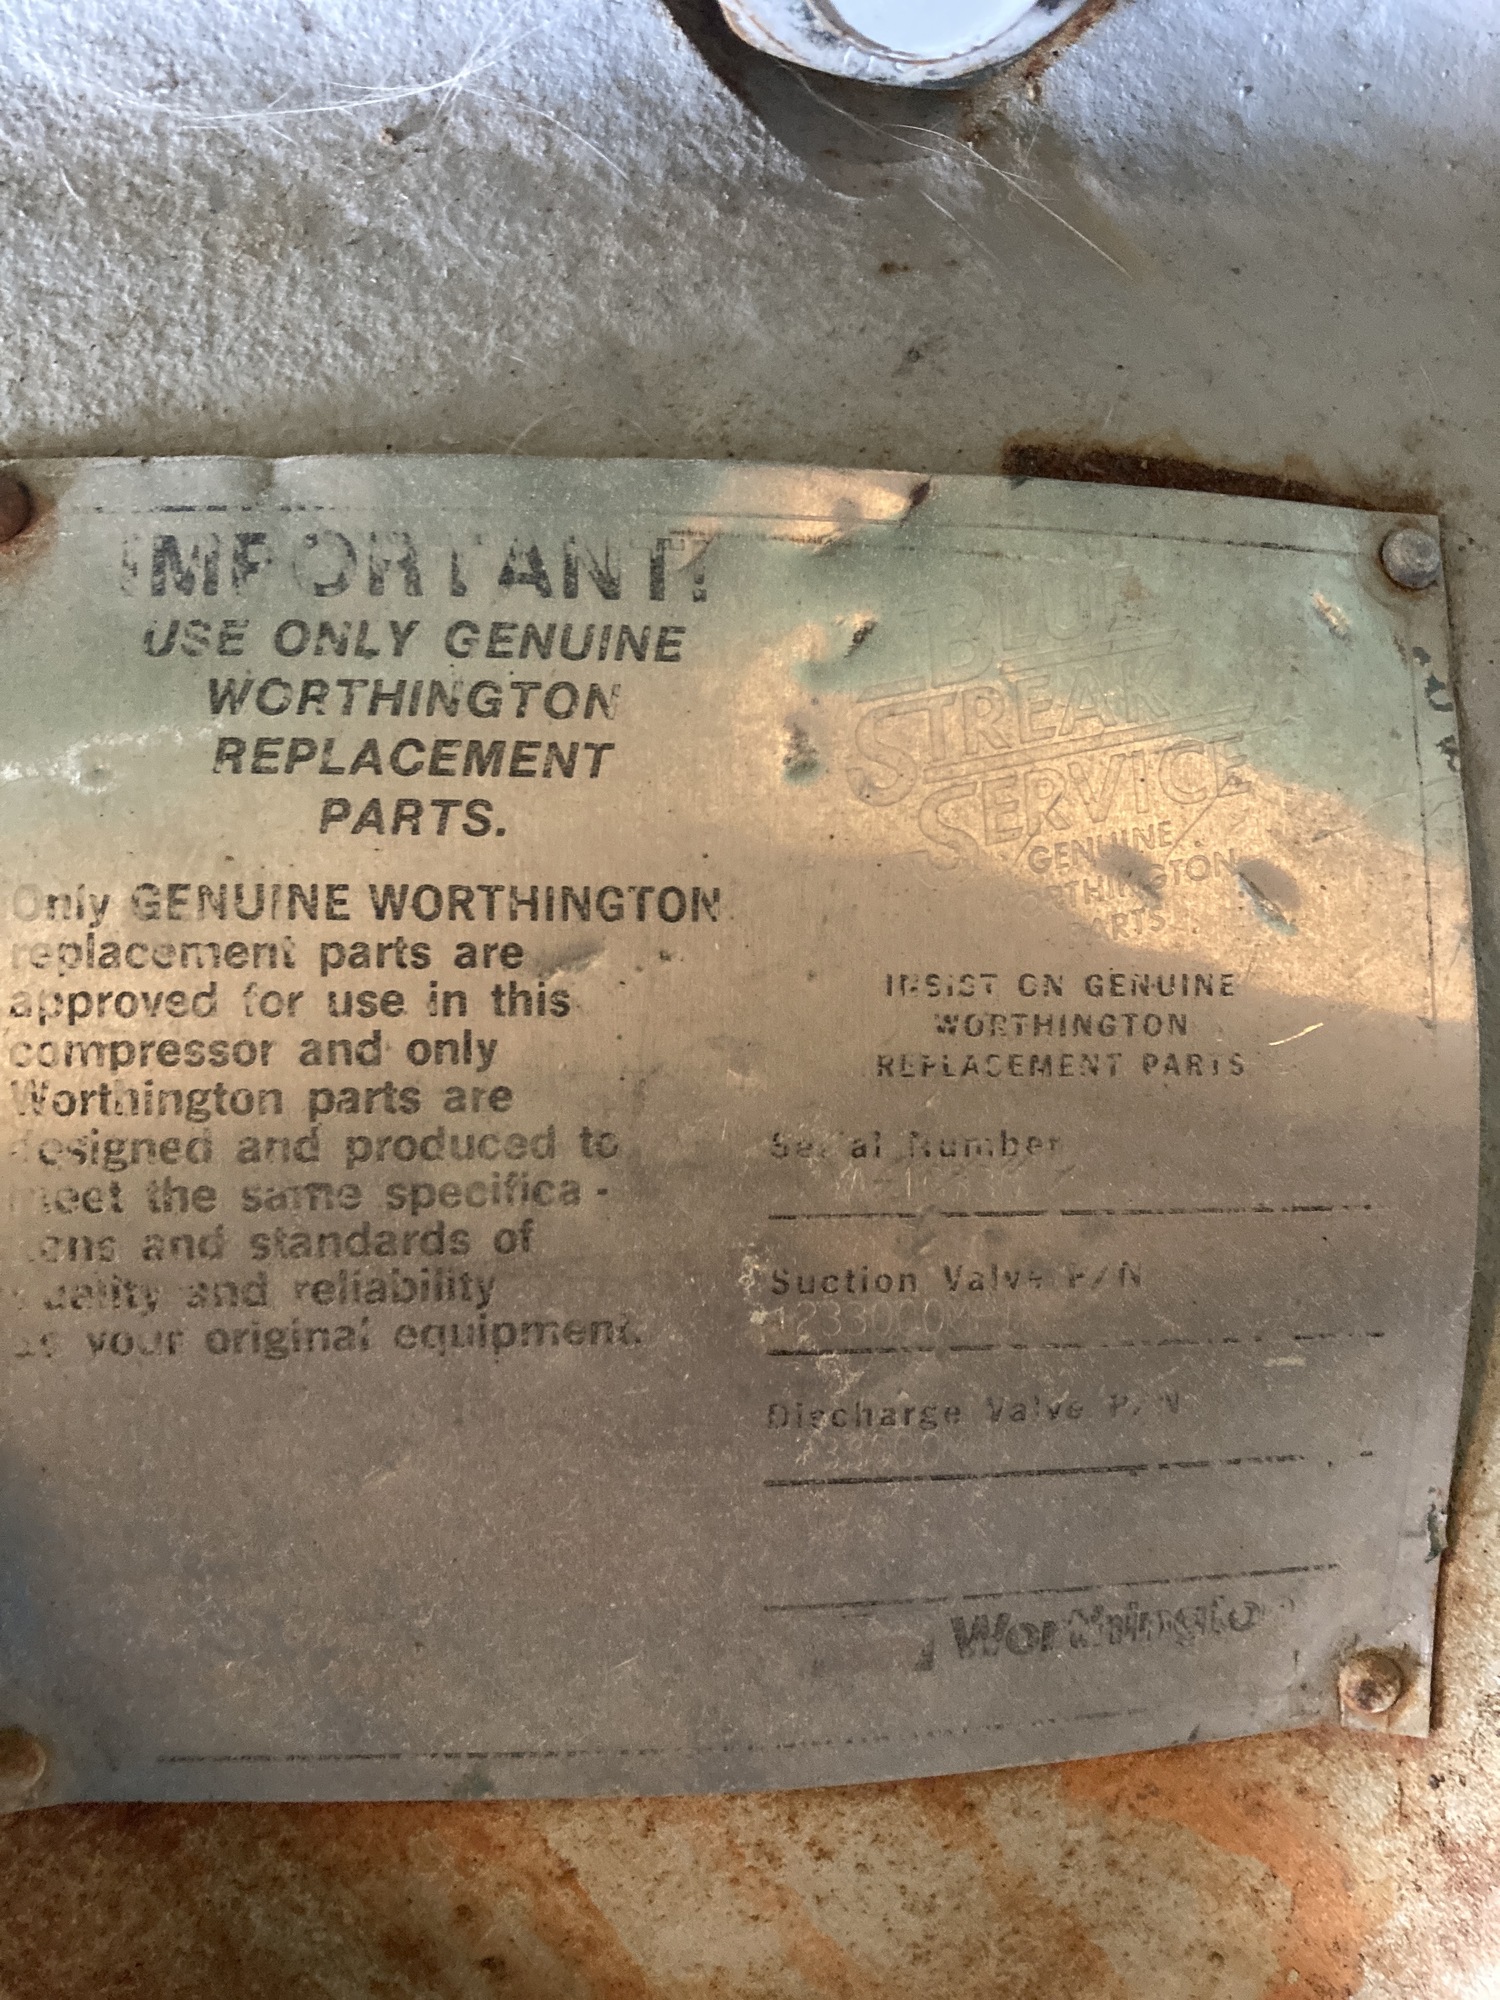 IMPORTANT!
USE ONLY GENUINE
WORTHINGTON
REPLACEMENT
PARTS.
Only GENUINE WORTHINGTON
replacement parts are
approved for use in this
compressor and only
Worthington parts are
designed and produced to
meet the same specifica-
tions and standards of
quality and reliability
as your original equipment.
BLUE
STREAK
SERVICE
GENUINE
WORTHINGTON
PARTS
INSIST ON GENUINE
WORTHINGTON
REPLACEMENT PARTS
Serial Number
Suction Valve P/N
Discharge Valve P/N
Worthington